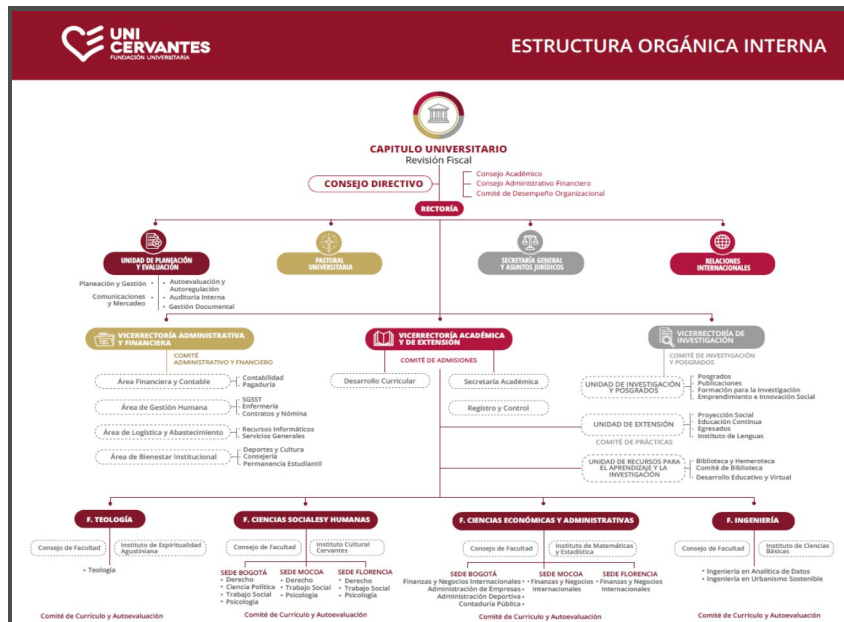 UNI
CERVANTES
FUNDACIÓN UNIVERSITARIA
ESTRUCTURA ORGÁNICA INTERNA
CAPITULO UNIVERSITARIO
Revisión Fiscal
CONSEJO DIRECTIVO
Consejo Académico
Consejo Administrativo Financiero
Comité de Desempeño Organizacional
RECTORÍA
UNIDAD DE PLANEACIÓN
Y EVALUACIÓN
PASTORAL
UNIVERSITARIA
SECRETARÍA GENERAL
Y ASUNTOS JURÍDICOS
RELACIONES
INTERNACIONALES
Planeación y Gestión •
Comunicaciones •
y Mercadeo
• Autoevaluación y
Autoregulación
• Auditoria Interna
• Gestión Documental
VICERRECTORÍA ADMINISTRATIVA
Y FINANCIERA
COMITÉ
ADMINISTRATIVO Y FINANCIERO
Área Financiera y Contable
Contabilidad
Pagaduría
Área de Gestión Humana
SGSST
Enfermería
Contratos y Nómina
Área de Logística y Abastecimiento
Recursos Informáticos
Servicios Generales
Área de Bienestar Institucional
Deportes y Cultura
Consejería
Permanencia Estudiantil
VICERRECTORÍA ACADÉMICA
Y DE EXTENSIÓN
COMITÉ DE ADMISIONES
Desarrollo Curricular
Secretaría Académica
Registro y Control
VICERRECTORÍA DE
INVESTIGACIÓN
COMITÉ DE INVESTIGACIÓN
Y POSGRADOS
UNIDAD DE INVESTIGACIÓN
Y POSGRADOS
Posgrados
Publicaciones
Formación para la Investigación
Emprendimiento e Innovación Social
UNIDAD DE EXTENSIÓN
Proyección Social
Educación Continua
Egresados
Instituto de Lenguas
COMITÉ DE PRÁCTICAS
UNIDAD DE RECURSOS PARA
EL APRENDIZAJE Y LA
INVESTIGACIÓN
Biblioteca y Hemeroteca
Comité de Biblioteca
Desarrollo Educativo y Virtual
F. TEOLOGÍA
Consejo de Facultad
Instituto de Espiritualidad
Agustiniana
• Teología
Comité de Currículo y Autoevaluación
F. CIENCIAS SOCIALESY HUMANAS
Consejo de Facultad
Instituto Cultural
Cervantes
SEDE BOGOTÁ
• Derecho
• Ciencia Política
• Trabajo Social
• Psicología
SEDE MOCOA
• Derecho
• Trabajo Social
• Psicología
SEDE FLORENCIA
• Derecho
• Trabajo Social
• Psicología
Comité de Currículo y Autoevaluación
F. CIENCIAS ECONÓMICAS Y ADMINISTRATIVAS
Consejo de Facultad
Instituto de Matemáticas
y Estadística
SEDE BOGOTÁ
Finanzas y Negocios Internacionales •
Administración de Empresas •
Administración Deportiva •
Contaduría Pública •
SEDE MOCOA
• Finanzas y Negocios
Internacionales
SEDE FLORENCIA
• Finanzas y Negocios
Internacionales
Comité de Currículo y Autoevaluación
F. INGENIERÍA
Consejo de Facultad
Instituto de Ciencias
Básicas
• Ingeniería en Analítica de Datos
• Ingeniería en Urbanismo Sostenible
Comité de Currículo y Autoevaluación